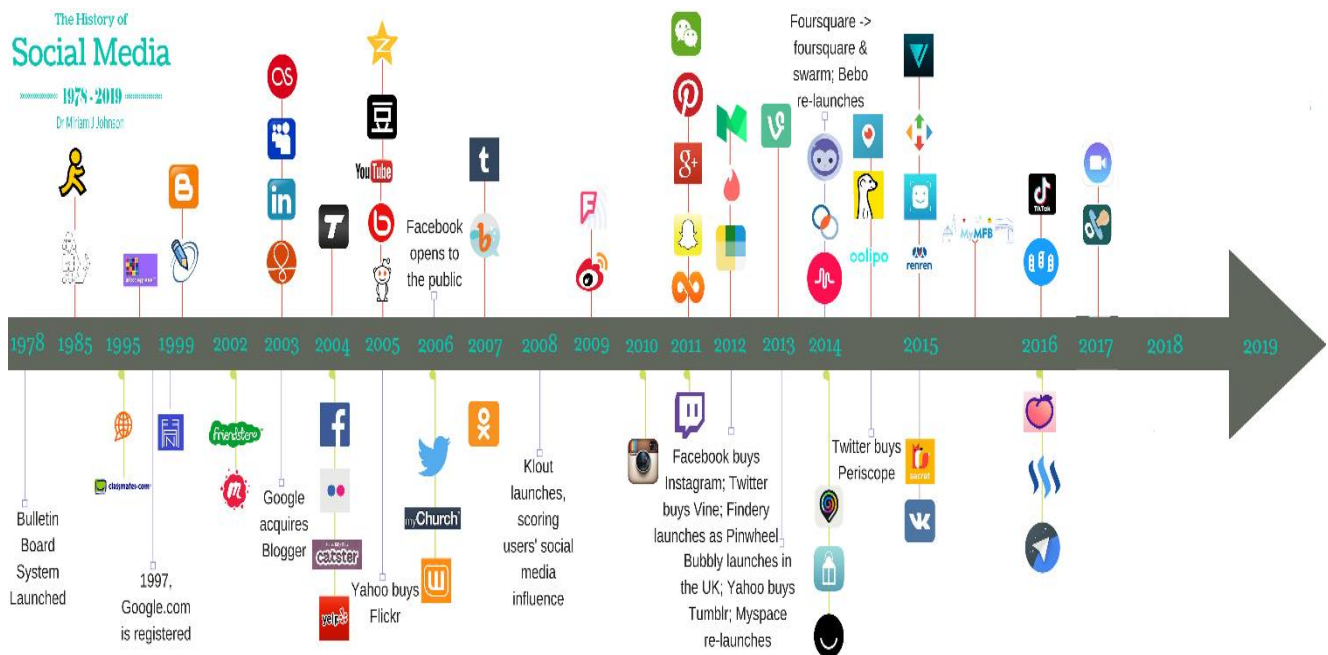 The History of
Social Media
1978-2019
Dr Miriam J Johnson
Foursquare ->
foursquare &
swarm; Bebo
re-launches
You Tube
Facebook
opens to
the public
g+
in
t
TikTok
MyMFB
oolipo
renren
1978 1985 1995 1999 2002 2003 2004 2005 2006 2007 2008 2009 2010 2011 2012 2013 2014 2015 2016 2017 2018 2019
Bulletin
Board
System
Launched
classmates.com
1997,
Google.com
is registered
friendster
Google
acquires
Blogger
catster
yelp
Yahoo buys
Flickr
myChurch
Klout
launches,
scoring
users' social
media
influence
Facebook buys
Instagram; Twitter
buys Vine; Findery
launches as Pinwheel
Bubbly launches in
the UK; Yahoo buys
Tumblr; Myspace
re-launches
Twitter buys
Periscope
secret